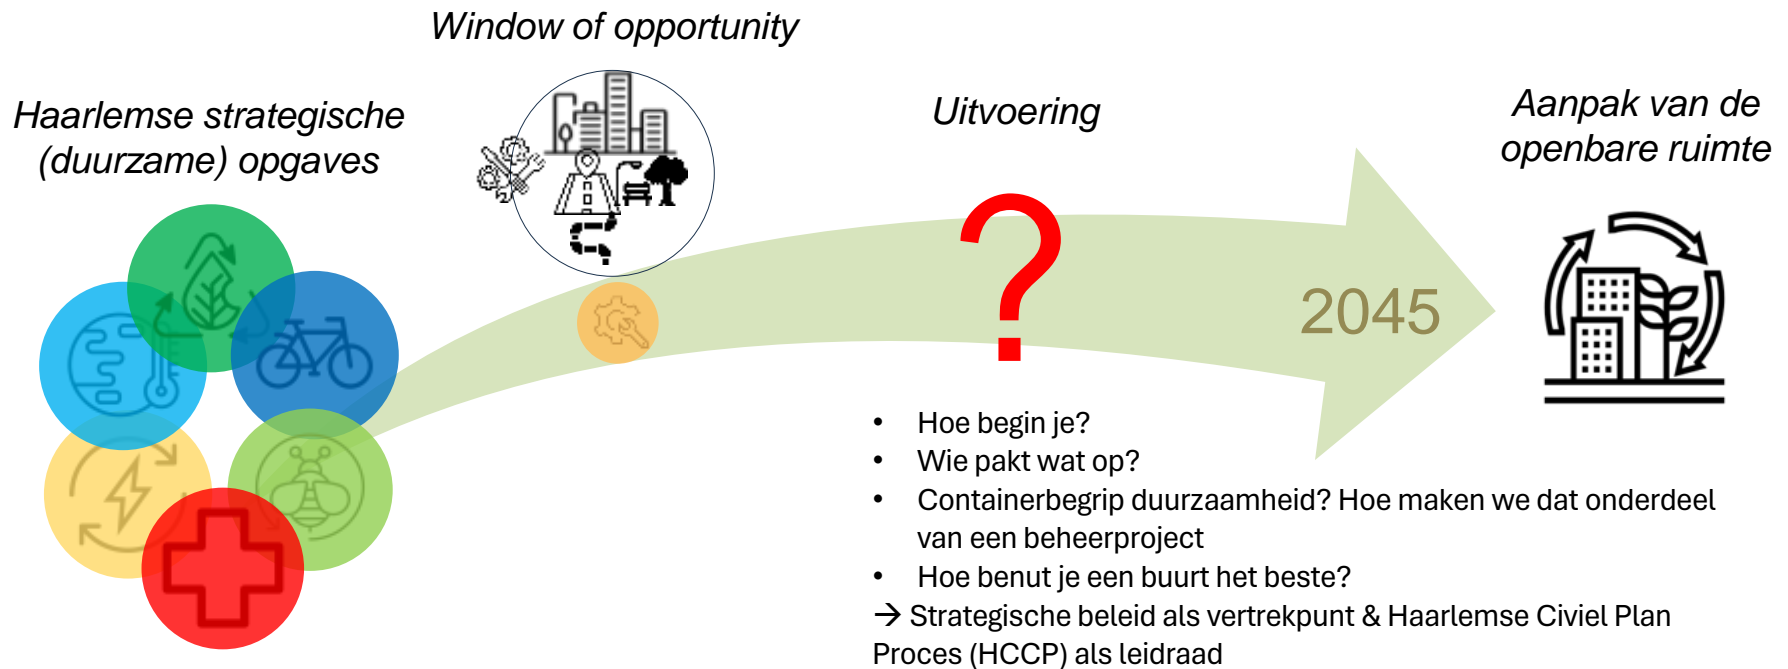 Window of opportunity
Haarlemse strategische
(duurzame) opgaves
Uitvoering
Aanpak van de
openbare ruimte
?
2045
• Hoe begin je?
• Wie pakt wat op?
• Containerbegrip duurzaamheid? Hoe maken we dat onderdeel
van een beheerproject
• Hoe benut je een buurt het beste?
→ Strategische beleid als vertrekpunt & Haarlemse Civiel Plan
Proces (HCCP) als leidraad